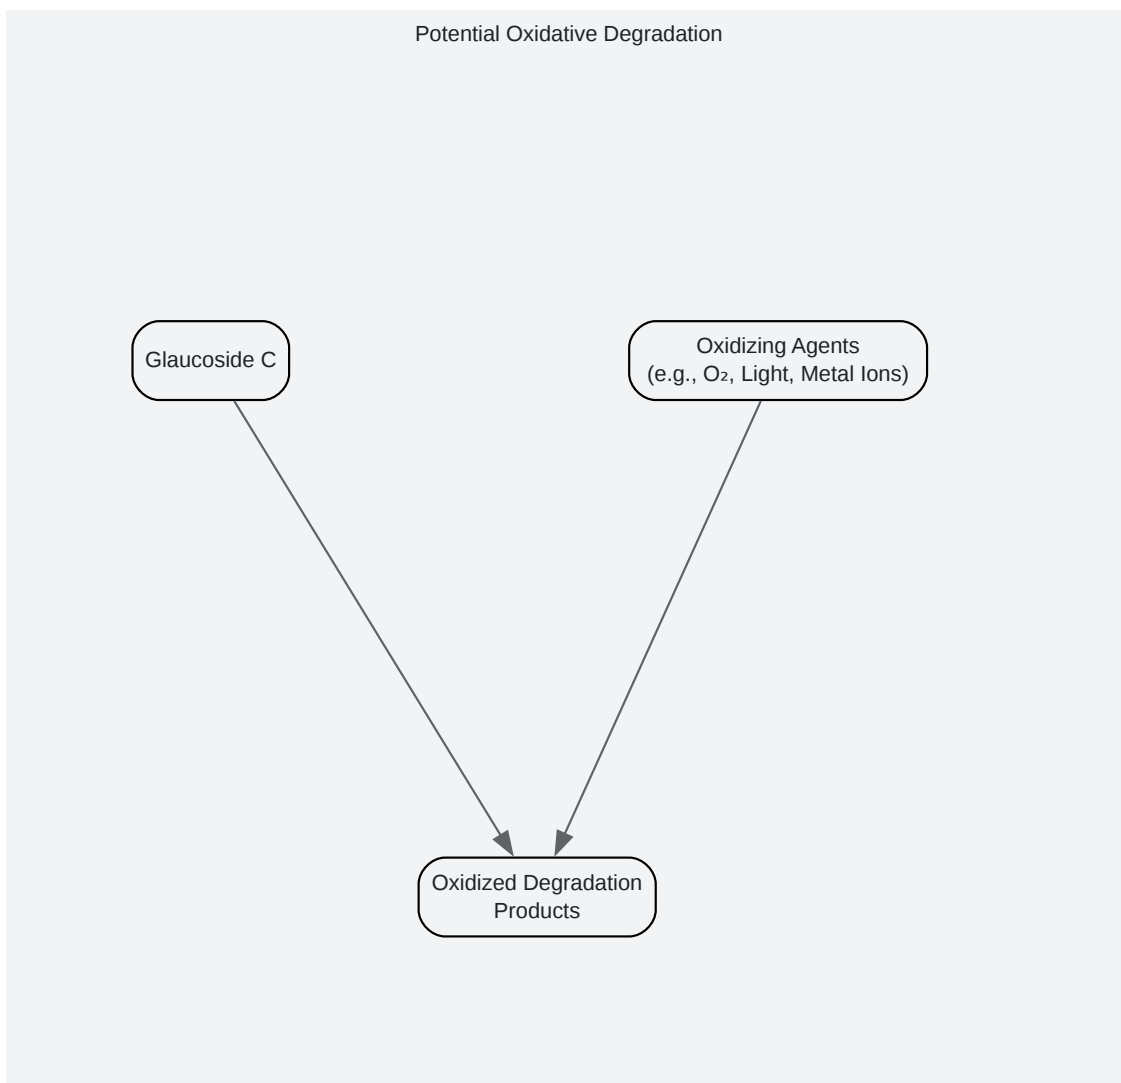 Potential Oxidative Degradation
Glaucoside C
Oxidizing Agents
(e.g., O₂, Light, Metal Ions)
Oxidized Degradation
Products